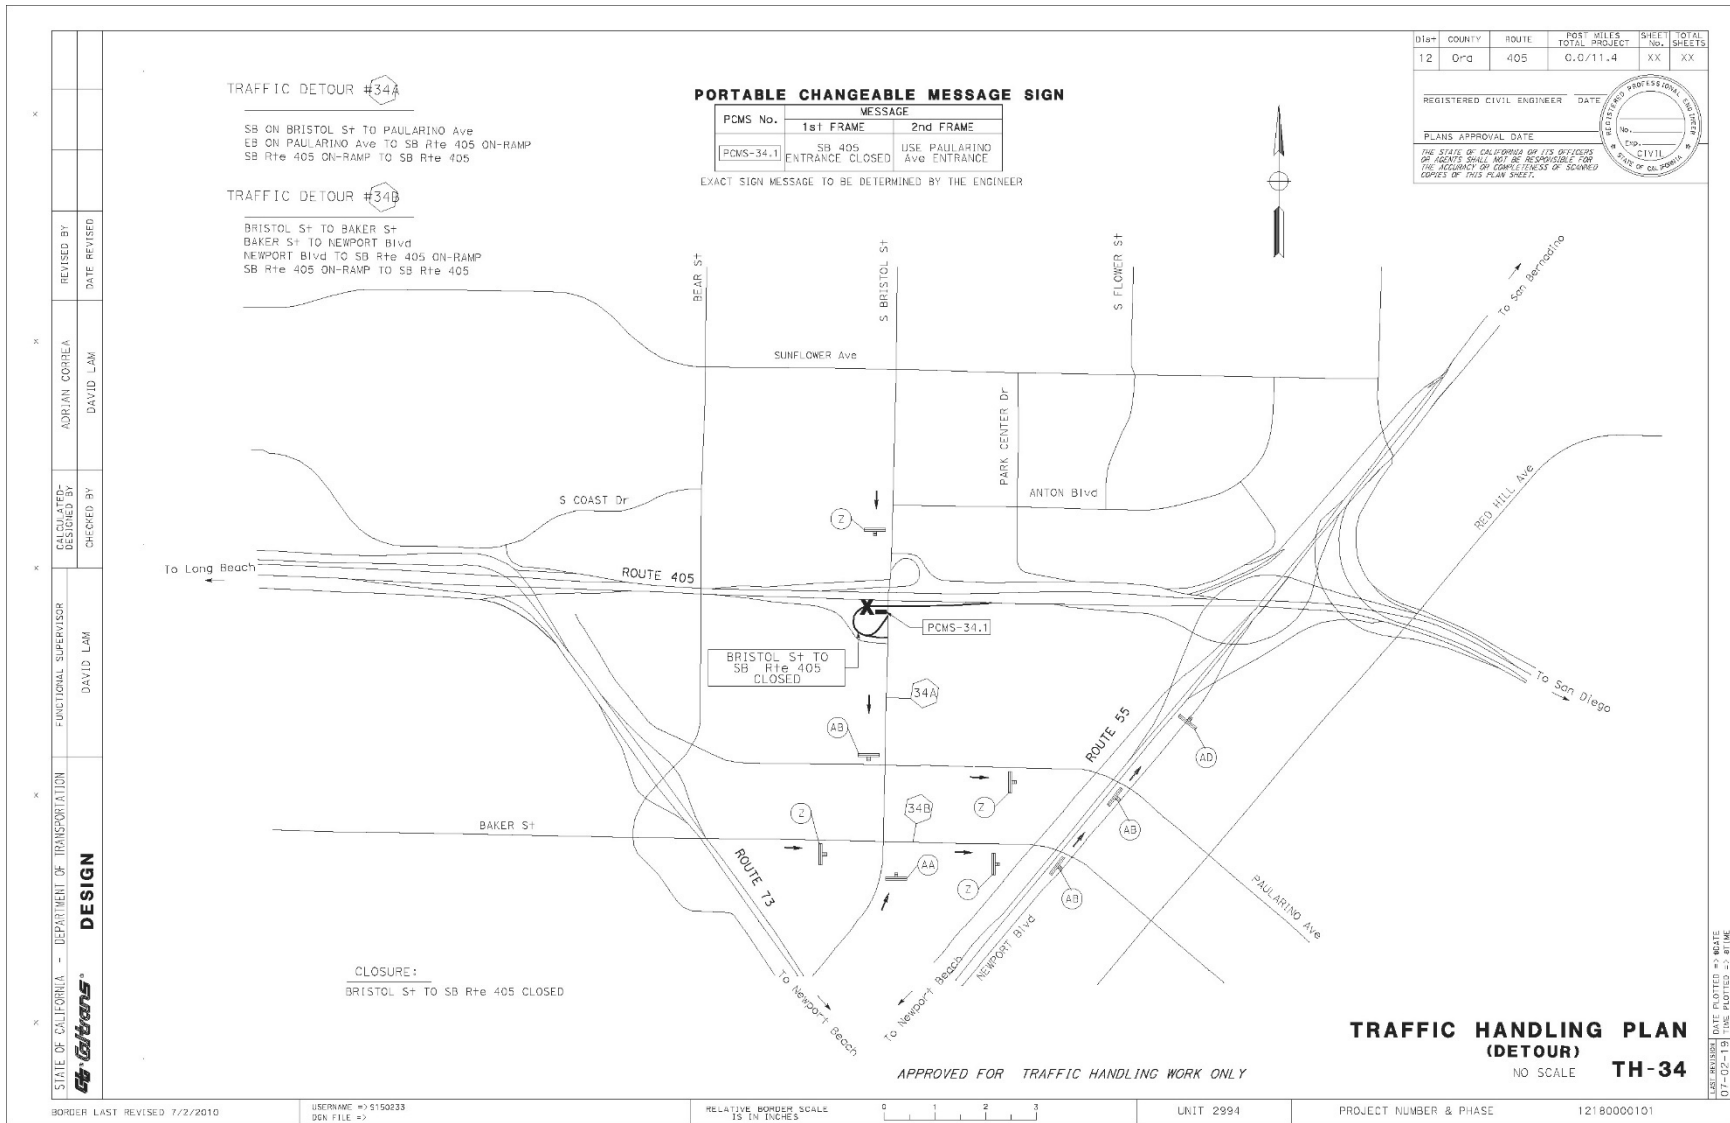 Dist COUNTY ROUTE POST MILES TOTAL PROJECT SHEET No. TOTAL SHEETS
12 Ora 405 0.0/11.4 XX XX
REGISTERED CIVIL ENGINEER DATE
PLANS APPROVAL DATE
THE STATE OF CALIFORNIA OR ITS OFFICERS
OR AGENTS SHALL NOT BE RESPONSIBLE FOR
THE ACCURACY OR COMPLETENESS OF SCANNED
COPIES OF THIS PLAN SHEET.
REGISTERED PROFESSIONAL ENGINEER
No.
Exp.
CIVIL
STATE OF CALIFORNIA
TRAFFIC DETOUR #34A
SB ON BRISTOL St TO PAULARINO Ave
EB ON PAULARINO Ave TO SB Rte 405 ON-RAMP
SB Rte 405 ON-RAMP TO SB Rte 405
TRAFFIC DETOUR #34B
BRISTOL St TO BAKER St
BAKER St TO NEWPORT Blvd
NEWPORT Blvd TO SB Rte 405 ON-RAMP
SB Rte 405 ON-RAMP TO SB Rte 405
PORTABLE CHANGEABLE MESSAGE SIGN
PCMS No. MESSAGE
1st FRAME 2nd FRAME
PCMS-34.1 SB 405 ENTRANCE CLOSED USE PAULARINO Ave ENTRANCE
EXACT SIGN MESSAGE TO BE DETERMINED BY THE ENGINEER
BEAR St
S BRISTOL St
S FLOWER St
To San Bernadino
SUNFLOWER Ave
PARK CENTER Dr
ANTON Blvd
RED HILL Ave
S COAST Dr
Z
To Long Beach
ROUTE 405
PCMS-34.1
BRISTOL St TO
SB Rte 405
CLOSED
34A
To San Diego
AB
ROUTE 55
AD
Z
34B
Z
AB
BAKER St
ROUTE 73
AA
Z
AB
PAULARINO Ave
NEWPORT Blvd
To Newport Beach
To Newport Beach
CLOSURE:
BRISTOL St TO SB Rte 405 CLOSED
APPROVED FOR TRAFFIC HANDLING WORK ONLY
TRAFFIC HANDLING PLAN
(DETOUR)
NO SCALE TH-34
REVISED BY
DATE REVISED
ADRIAN CORREA
DAVID LAM
CALCULATED-
DESIGNED BY
CHECKED BY
FUNCTIONAL SUPERVISOR
DAVID LAM
STATE OF CALIFORNIA - DEPARTMENT OF TRANSPORTATION
DESIGN
Caltrans
LAST REVISION
07-02-19
DATE PLOTTED => $DATE
TIME PLOTTED => $TIME
BORDER LAST REVISED 7/2/2010
USERNAME => s150233
DGN FILE =>
RELATIVE BORDER SCALE
IS IN INCHES
0 1 2 3
UNIT 2994
PROJECT NUMBER & PHASE
12180000101